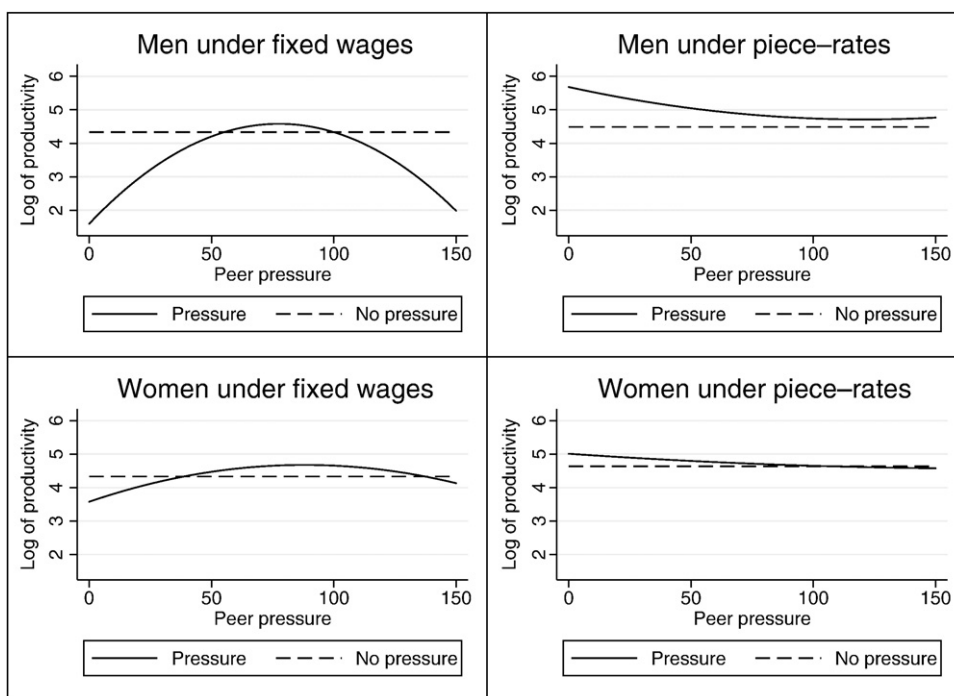 Men under fixed wages
Log of productivity
6
5
4
3
2
0 50 100 150
Peer pressure
Pressure No pressure
Men under piece–rates
Log of productivity
6
5
4
3
2
0 50 100 150
Peer pressure
Pressure No pressure
Women under fixed wages
Log of productivity
6
5
4
3
2
0 50 100 150
Peer pressure
Pressure No pressure
Women under piece–rates
Log of productivity
6
5
4
3
2
0 50 100 150
Peer pressure
Pressure No pressure